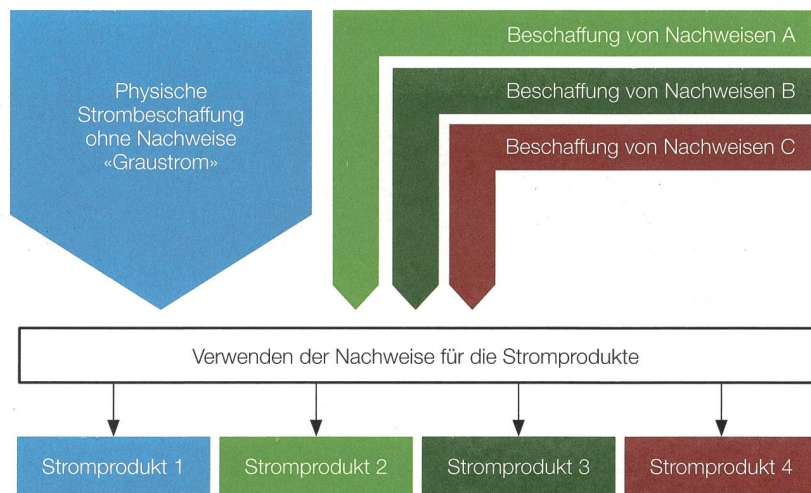 Physische
Strombeschaffung
ohne Nachweise
«Graustrom»
Beschaffung von Nachweisen A
Beschaffung von Nachweisen B
Beschaffung von Nachweisen C
Verwenden der Nachweise für die Stromprodukte
Stromprodukt 1
Stromprodukt 2
Stromprodukt 3
Stromprodukt 4